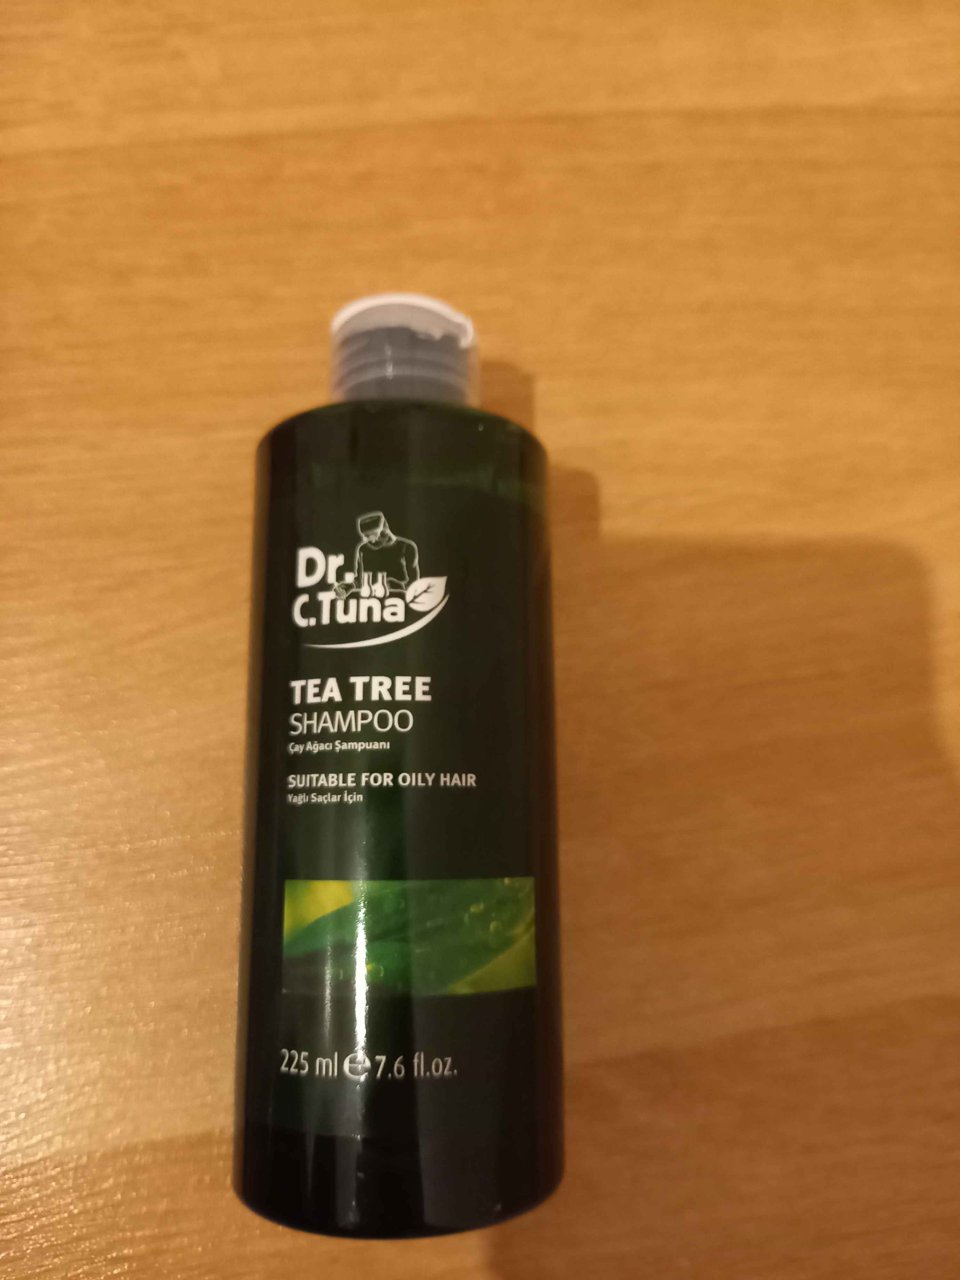 Dr.
C.Tuna
TEA TREE
SHAMPOO
Çay Ağacı Şampuanı
SUITABLE FOR OILY HAIR
Yağlı Saçlar İçin
225 ml ℮ 7.6 fl.oz.